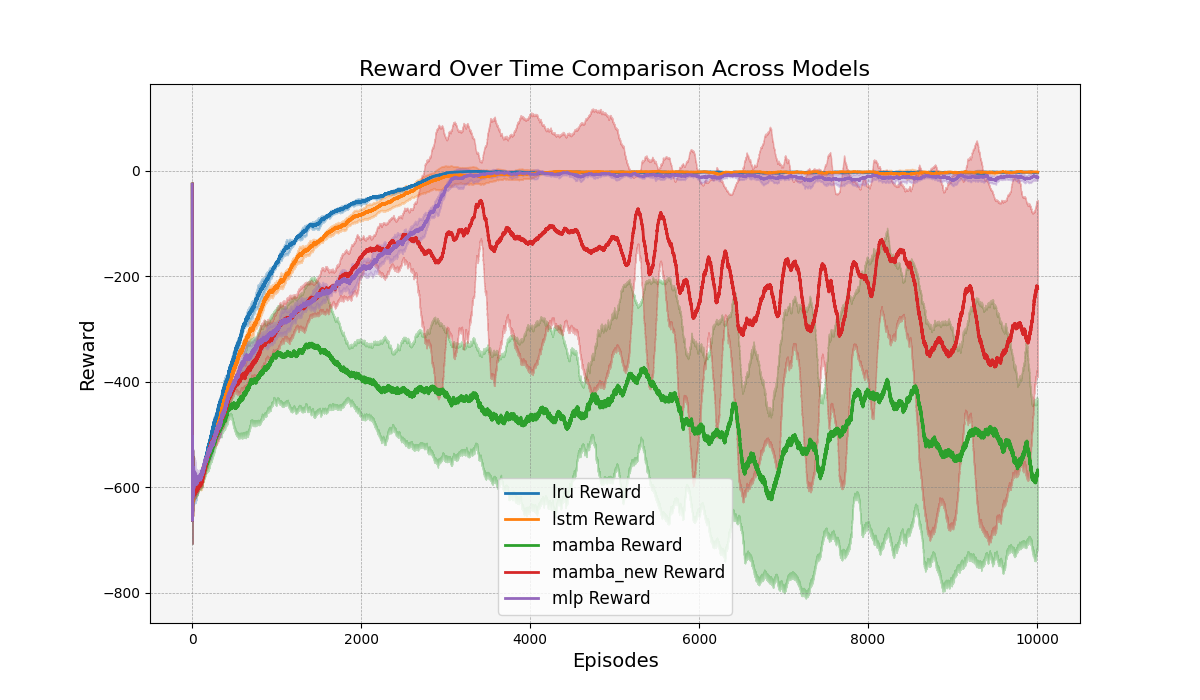 Reward Over Time Comparison Across Models
Reward
0
−200
−400
−600
−800
lru Reward
lstm Reward
mamba Reward
mamba_new Reward
mlp Reward
0 2000 4000 6000 8000 10000
Episodes